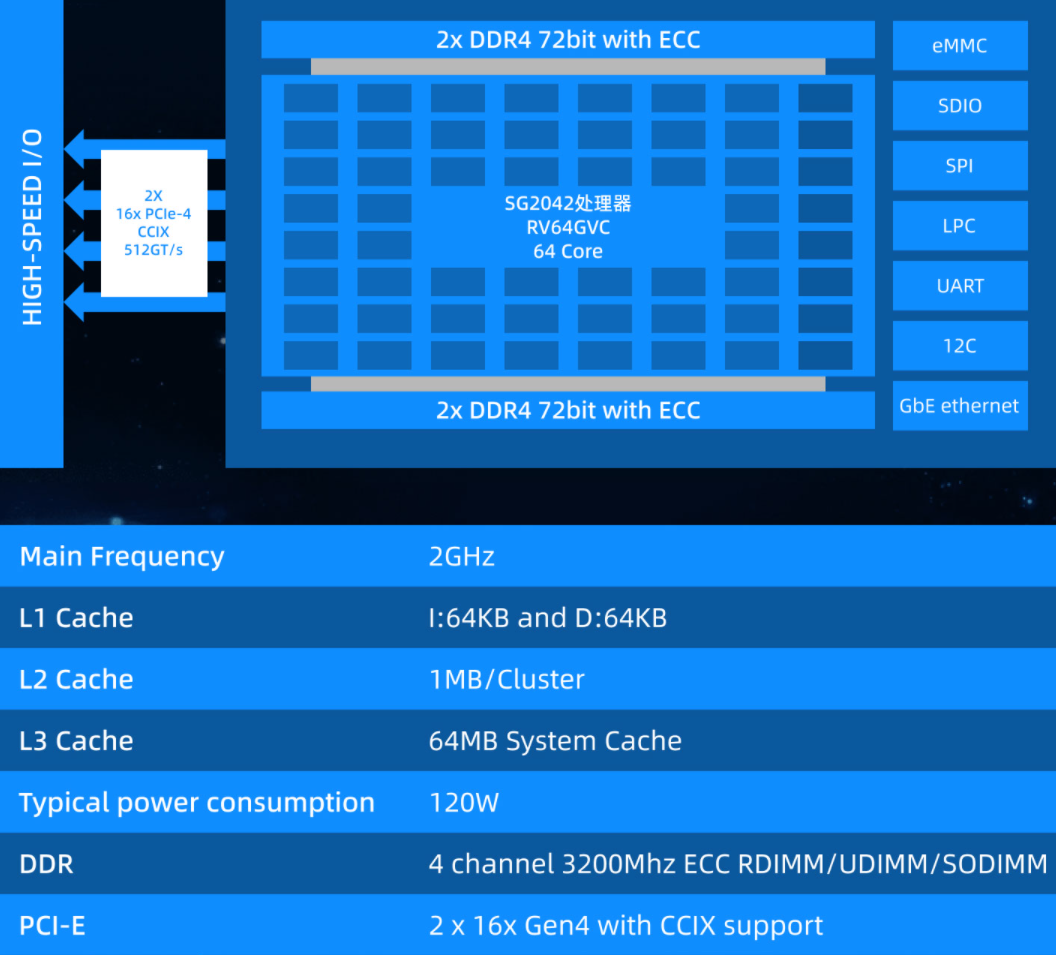 2x DDR4 72bit with ECC
eMMC
SDIO
SPI
LPC
UART
12C
GbE ethernet
HIGH-SPEED I/O
2X
16x PCIe-4
CCIX
512GT/s
SG2042处理器
RV64GVC
64 Core
2x DDR4 72bit with ECC
Main Frequency 2GHz
L1 Cache I:64KB and D:64KB
L2 Cache 1MB/Cluster
L3 Cache 64MB System Cache
Typical power consumption 120W
DDR 4 channel 3200Mhz ECC RDIMM/UDIMM/SODIMM
PCI-E 2 x 16x Gen4 with CCIX support